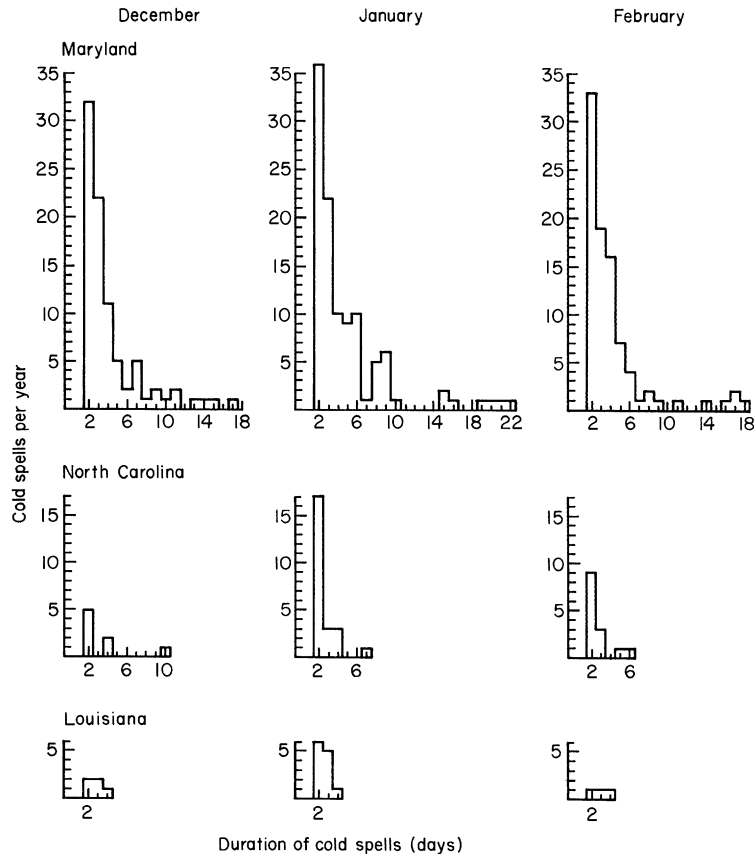 December January February
Maryland
35 35 35
30 30 30
25 25 25
20 20 20
15 15 15
10 10 10
5 5 5
2 6 10 14 18 2 6 10 14 18 22 2 6 10 14 18
Cold spells per year
North Carolina
15 15 15
10 10 10
5 5 5
2 6 10 2 6 2 6
Louisiana
5 5 5
2 2 2
Duration of cold spells (days)